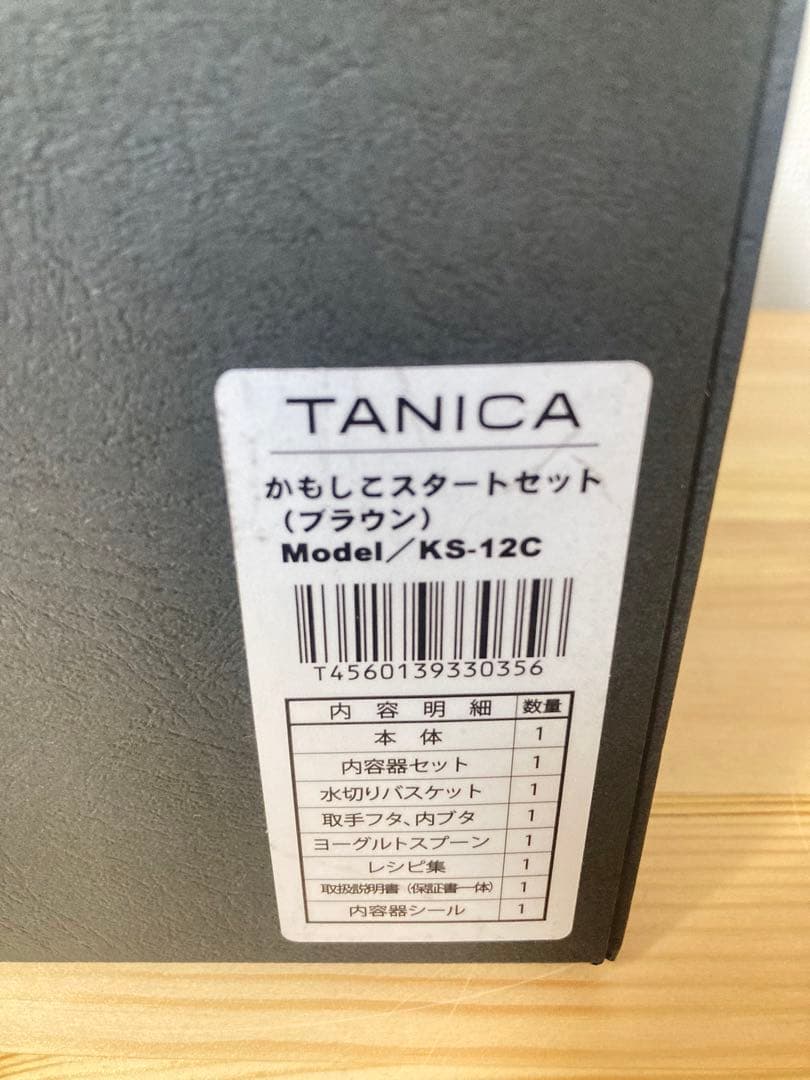 TANICA
かもしこスタートセット
（ブラウン）
Model／KS-12C
T4560139330356
内容明細 数量
本体 1
内容器セット 1
水切りバスケット 1
取手フタ、内ブタ 1
ヨーグルトスプーン 1
レシピ集 1
取扱説明書（保証書一体） 1
内容器シール 1